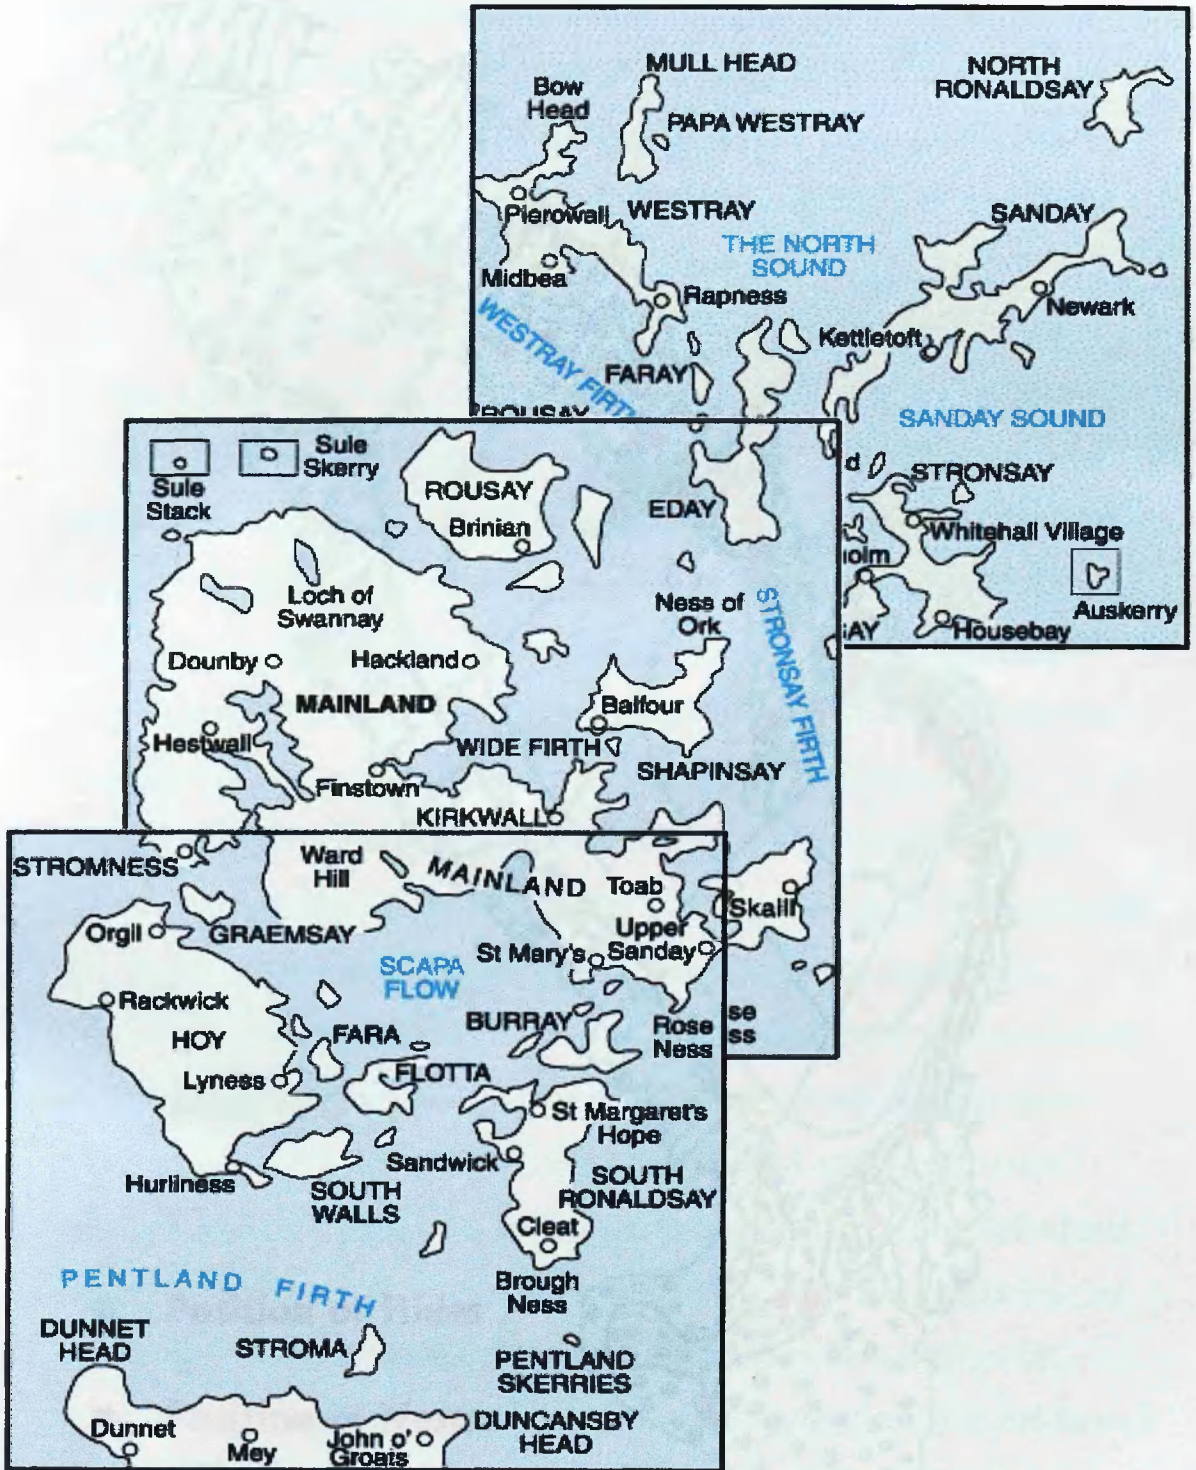 MULL HEAD
NORTH
RONALDSAY
Bow
Head
PAPA WESTRAY
Pierowall
WESTRAY
SANDAY
THE NORTH
SOUND
Midbea
Rapness
Newark
WESTRAY FIRTH
Kettletoft
FARAY
ROUSAY
SANDAY SOUND
Sule
Skerry
Sule
Stack
ROUSAY
Brinian
EDAY
d
STRONSAY
Whitehall Village
olm
Auskerry
AY
Housebay
Loch of
Swannay
Ness of
Ork
STRONSAY FIRTH
Dounby
Hackland
MAINLAND
Balfour
Hestwall
WIDE FIRTH
SHAPINSAY
Finstown
KIRKWALL
STROMNESS
Ward
Hill
MAINLAND
Toab
Skaill
Orgil
GRAEMSAY
Upper
Sanday
St Mary's
SCAPA
FLOW
Rackwick
HOY
FARA
BURRAY
Rose
Ness
se
ss
Lyness
FLOTTA
St Margaret's
Hope
Sandwick
Hurliness
SOUTH
WALLS
SOUTH
RONALDSAY
Cleat
Brough
Ness
PENTLAND FIRTH
DUNNET
HEAD
STROMA
PENTLAND
SKERRIES
Dunnet
Mey
John o'
Groats
DUNCANSBY
HEAD